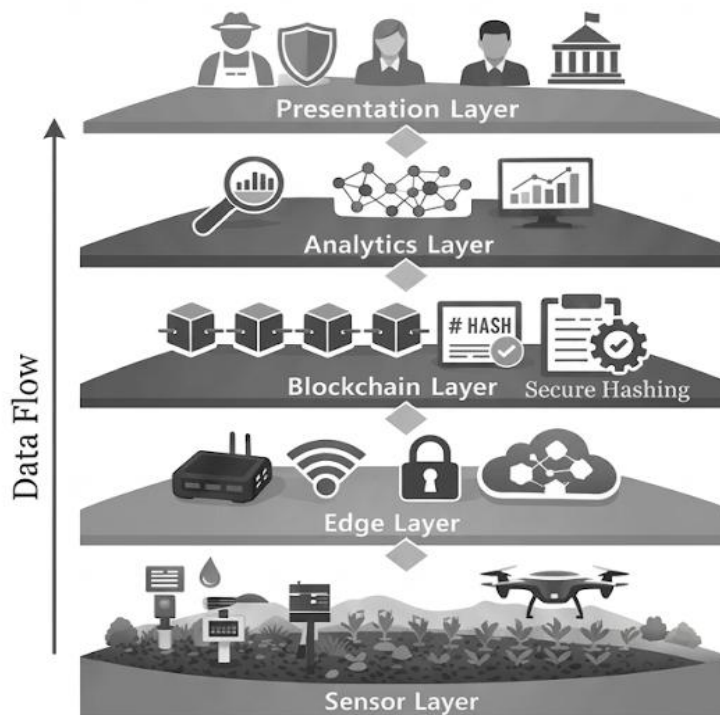 Presentation Layer
Analytics Layer
# HASH
Blockchain Layer
Secure Hashing
Data Flow
Edge Layer
Sensor Layer